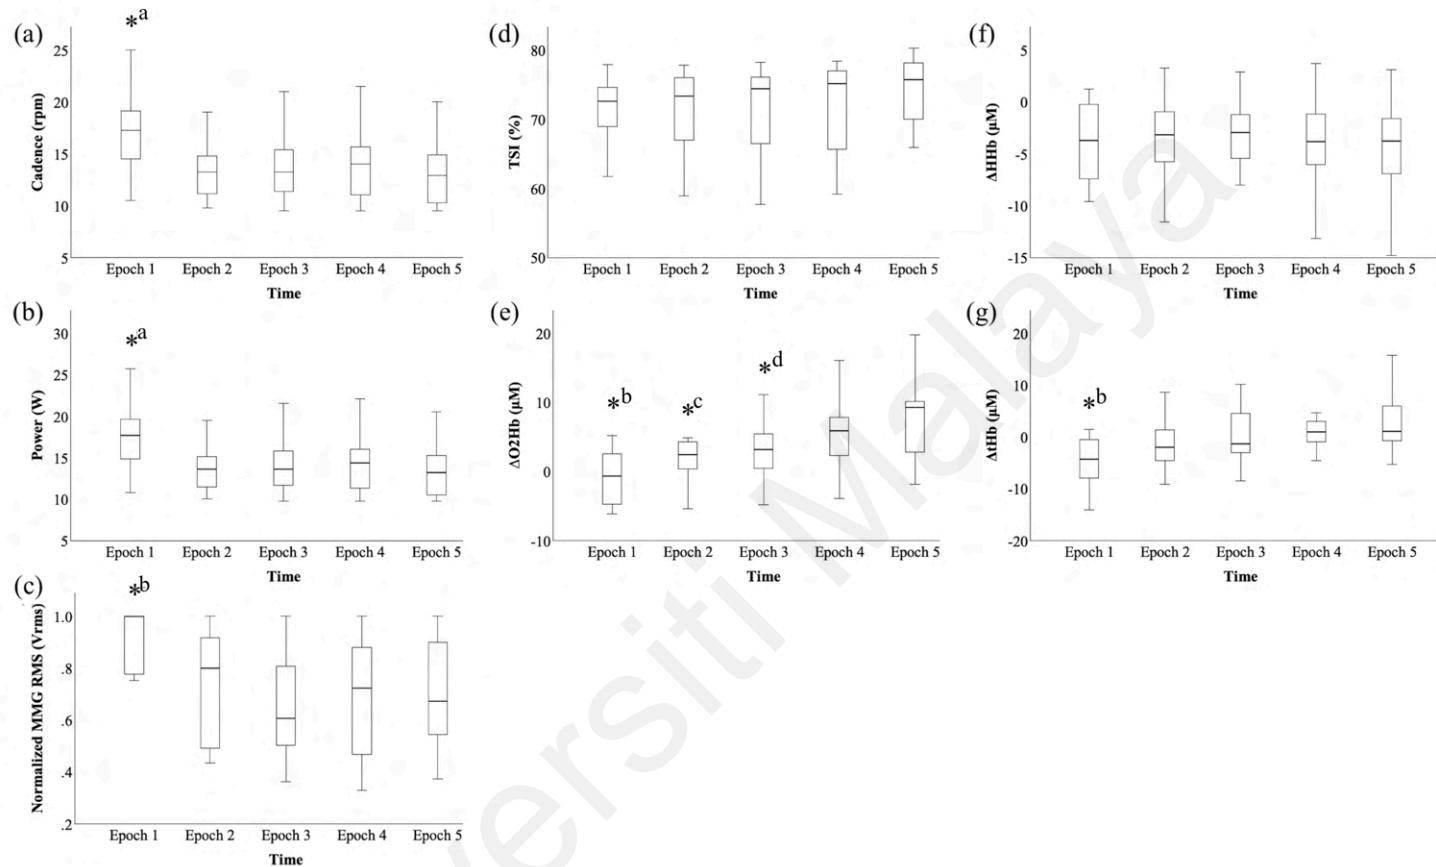 (a)
*a
25
20
15
10
5
Cadence (rpm)
Epoch 1 Epoch 2 Epoch 3 Epoch 4 Epoch 5
Time
(d)
80
70
60
50
TSI (%)
Epoch 1 Epoch 2 Epoch 3 Epoch 4 Epoch 5
Time
(f)
5
0
-5
-10
-15
ΔHHb (µM)
Epoch 1 Epoch 2 Epoch 3 Epoch 4 Epoch 5
Time
(b)
*a
30
25
20
15
10
5
Power (W)
Epoch 1 Epoch 2 Epoch 3 Epoch 4 Epoch 5
Time
(e)
*b *c *d
20
10
0
-10
ΔO2Hb (µM)
Epoch 1 Epoch 2 Epoch 3 Epoch 4 Epoch 5
Time
(g)
*b
20
10
0
-10
-20
ΔtHb (µM)
Epoch 1 Epoch 2 Epoch 3 Epoch 4 Epoch 5
Time
(c)
*b
1.0
.8
.6
.4
.2
Normalized MMG RMS (Vrms)
Epoch 1 Epoch 2 Epoch 3 Epoch 4 Epoch 5
Time
versiti Malaya